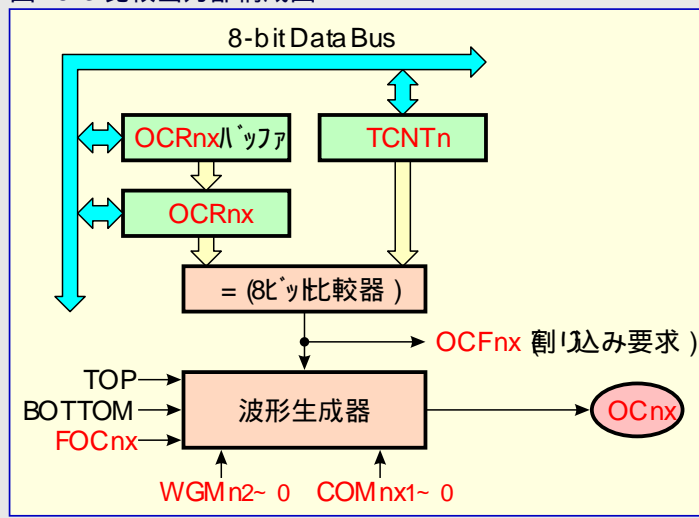 8-bit Data Bus
OCRnxバッファ
TCNTn
OCRnx
= (8ビット比較器)
OCFnx (割り込み要求)
TOP
BOTTOM
FOCnx
波形生成器
OCnx
WGMn2~0
COMnx1~0